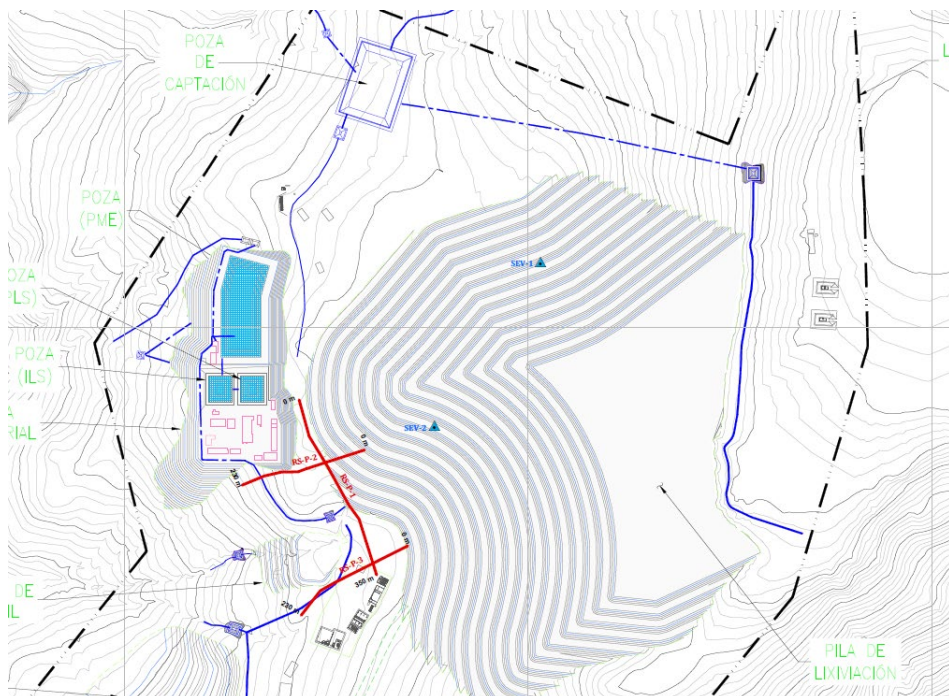 POZA
DE
CAPTACIÓN
L
POZA
(PME)
SEV-1
POZA
PLS)
POZA
(ILS)
0 m
SEV-2
RIAL
0 m
RS-P-2
230 m
RS-P-1
0 m
RS-P-3
350 m
230 m
DE
IL
PILA DE
LIXIVIACIÓN